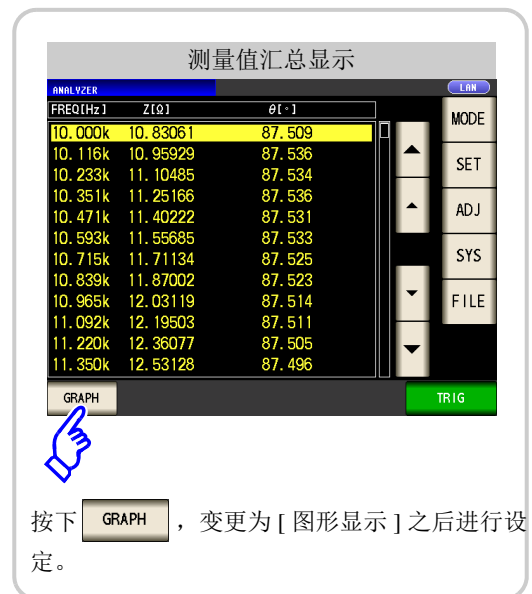 测量值汇总显示
ANALYZER LAN
FREQ[Hz] Z[Ω] θ[°]
10.000k 10.83061 87.509
10.116k 10.95929 87.536
10.233k 11.10485 87.534
10.351k 11.25166 87.536
10.471k 11.40222 87.531
10.593k 11.55685 87.533
10.715k 11.71134 87.525
10.839k 11.87002 87.523
10.965k 12.03119 87.514
11.092k 12.19503 87.511
11.220k 12.36077 87.505
11.350k 12.53128 87.496
MODE
SET
ADJ
SYS
FILE
GRAPH TRIG
按下 GRAPH ，变更为 [ 图形显示 ] 之后进行设
定。